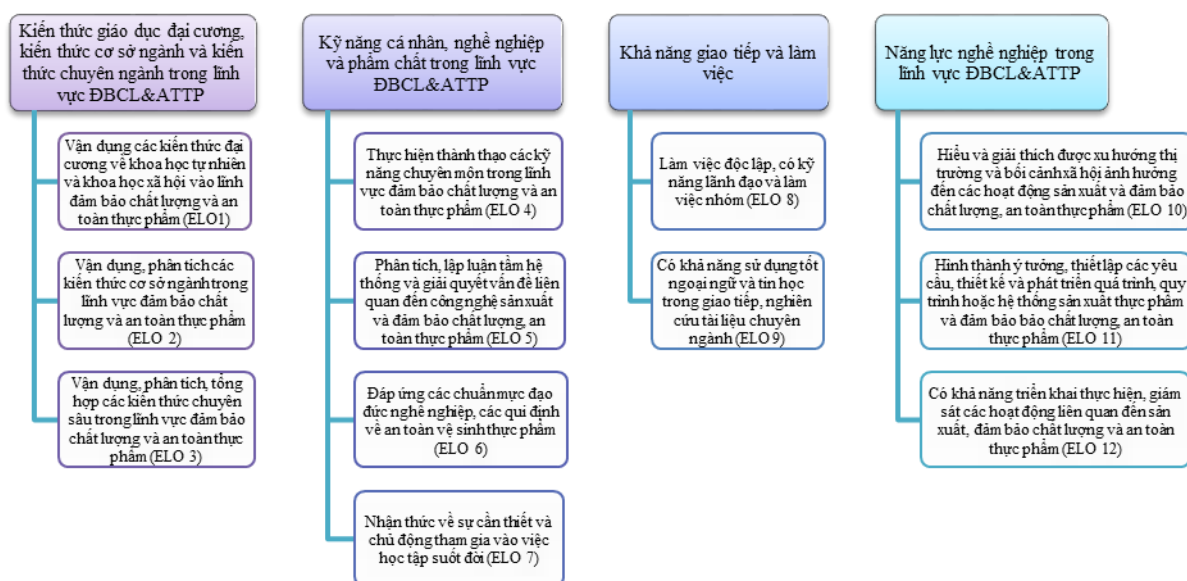 Kiến thức giáo dục đại cương,
kiến thức cơ sở ngành và kiến
thức chuyên ngành trong lĩnh
vực ĐBCL&ATTP
Vận dụng các kiến thức đại
cương về khoa học tự nhiên
và khoa học xã hội vào lĩnh
đảm bảo chất lượng và an
toàn thực phẩm (ELO1)
Vận dụng, phân tích các
kiến thức cơ sở ngành trong
lĩnh vực đảm bảo chất
lượng và an toàn thực phẩm
(ELO 2)
Vận dụng, phân tích, tổng
hợp các kiến thức chuyên
sâu trong lĩnh vực đảm bảo
chất lượng và an toàn thực
phẩm (ELO 3)
Kỹ năng cá nhân, nghề nghiệp
và phẩm chất trong lĩnh vực
ĐBCL&ATTP
Thực hiện thành thạo các kỹ
năng chuyên môn trong lĩnh
vực đảm bảo chất lượng và an
toàn thực phẩm (ELO 4)
Phân tích, lập luận tầm hệ
thống và giải quyết vấn đề liên
quan đến công nghệ sản xuất
và đảm bảo chất lượng, an
toàn thực phẩm (ELO 5)
Đáp ứng các chuẩn mực đạo
đức nghề nghiệp, các qui định
về an toàn vệ sinh thực phẩm
(ELO 6)
Nhận thức về sự cần thiết và
chủ động tham gia vào việc
học tập suốt đời (ELO 7)
Khả năng giao tiếp và làm
việc
Làm việc độc lập, có kỹ
năng lãnh đạo và làm
việc nhóm (ELO 8)
Có khả năng sử dụng tốt
ngoại ngữ và tin học
trong giao tiếp, nghiên
cứu tài liệu chuyên
ngành (ELO 9)
Năng lực nghề nghiệp trong
lĩnh vực ĐBCL&ATTP
Hiểu và giải thích được xu hướng thị
trường và bối cảnh xã hội ảnh hưởng
đến các hoạt động sản xuất và đảm bảo
chất lượng, an toàn thực phẩm (ELO 10)
Hình thành ý tưởng, thiết lập các yêu
cầu, thiết kế và phát triển quá trình, quy
trình hoặc hệ thống sản xuất thực phẩm
và đảm bảo bảo chất lượng, an toàn
thực phẩm (ELO 11)
Có khả năng triển khai thực hiện, giám
sát các hoạt động liên quan đến sản
xuất, đảm bảo chất lượng và an toàn
thực phẩm (ELO 12)